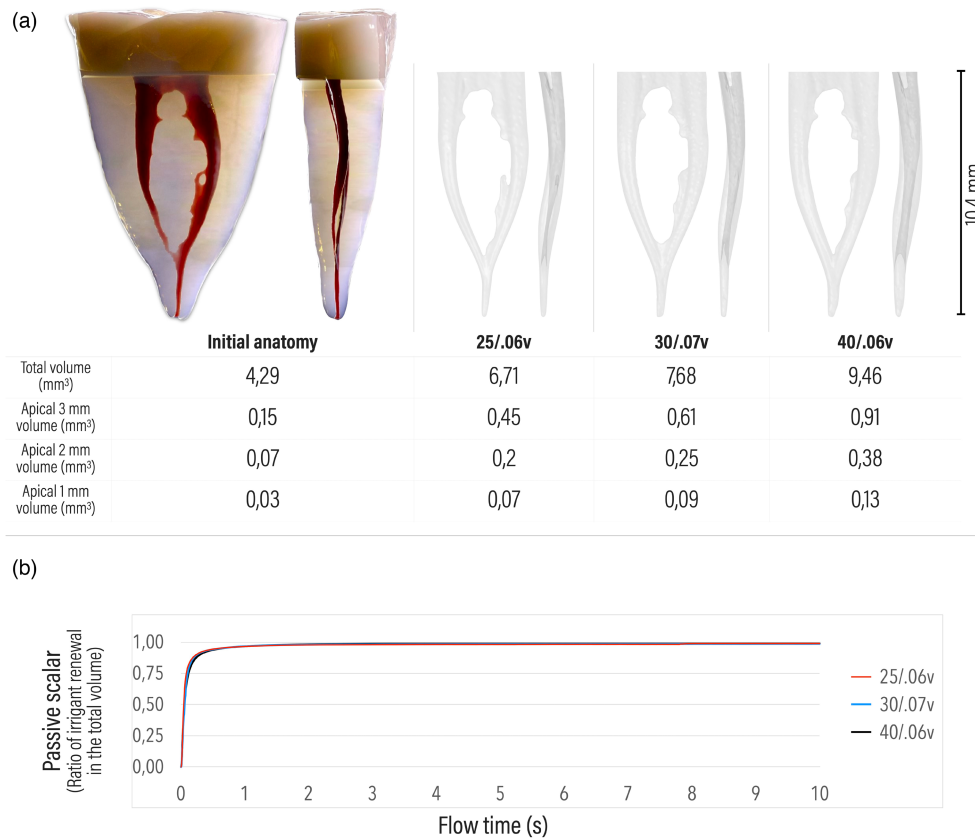 (a)
10.4 mm
Initial anatomy 25/.06v 30/.07v 40/.06v
Total volume
(mm³) 4,29 6,71 7,68 9,46
Apical 3 mm
volume (mm³) 0,15 0,45 0,61 0,91
Apical 2 mm
volume (mm³) 0,07 0,2 0,25 0,38
Apical 1 mm
volume (mm³) 0,03 0,07 0,09 0,13
(b)
Passive scalar
(Ratio of irrigant renewal
in the total volume)
1,00
0,75
0,50
0,25
0,00
25/.06v
30/.07v
40/.06v
0 1 2 3 4 5 6 7 8 9 10
Flow time (s)